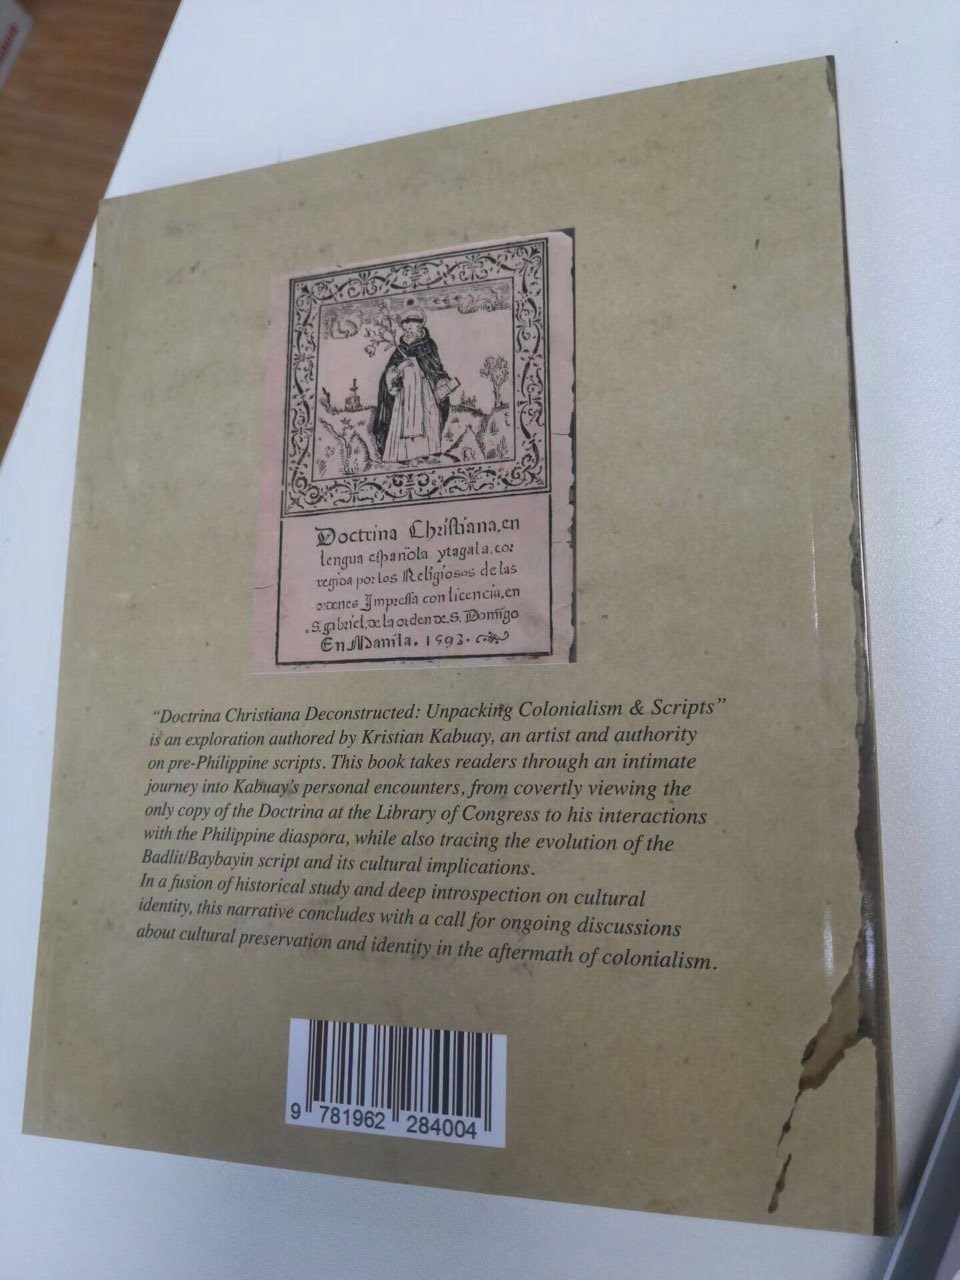 Doctrina Christiana, en
lengua española ytagala, cor
regida por los Religiosos de las
ordenes Impressa con licencia, en
S. gabriel. de la orden de. S. Domĩgo
En Manila. 1593.
“Doctrina Christiana Deconstructed: Unpacking Colonialism & Scripts”
is an exploration authored by Kristian Kabuay, an artist and authority
on pre-Philippine scripts. This book takes readers through an intimate
journey into Kabuay's personal encounters, from covertly viewing the
only copy of the Doctrina at the Library of Congress to his interactions
with the Philippine diaspora, while also tracing the evolution of the
Badlit/Baybayin script and its cultural implications.
In a fusion of historical study and deep introspection on cultural
identity, this narrative concludes with a call for ongoing discussions
about cultural preservation and identity in the aftermath of colonialism.
9 781962 284004